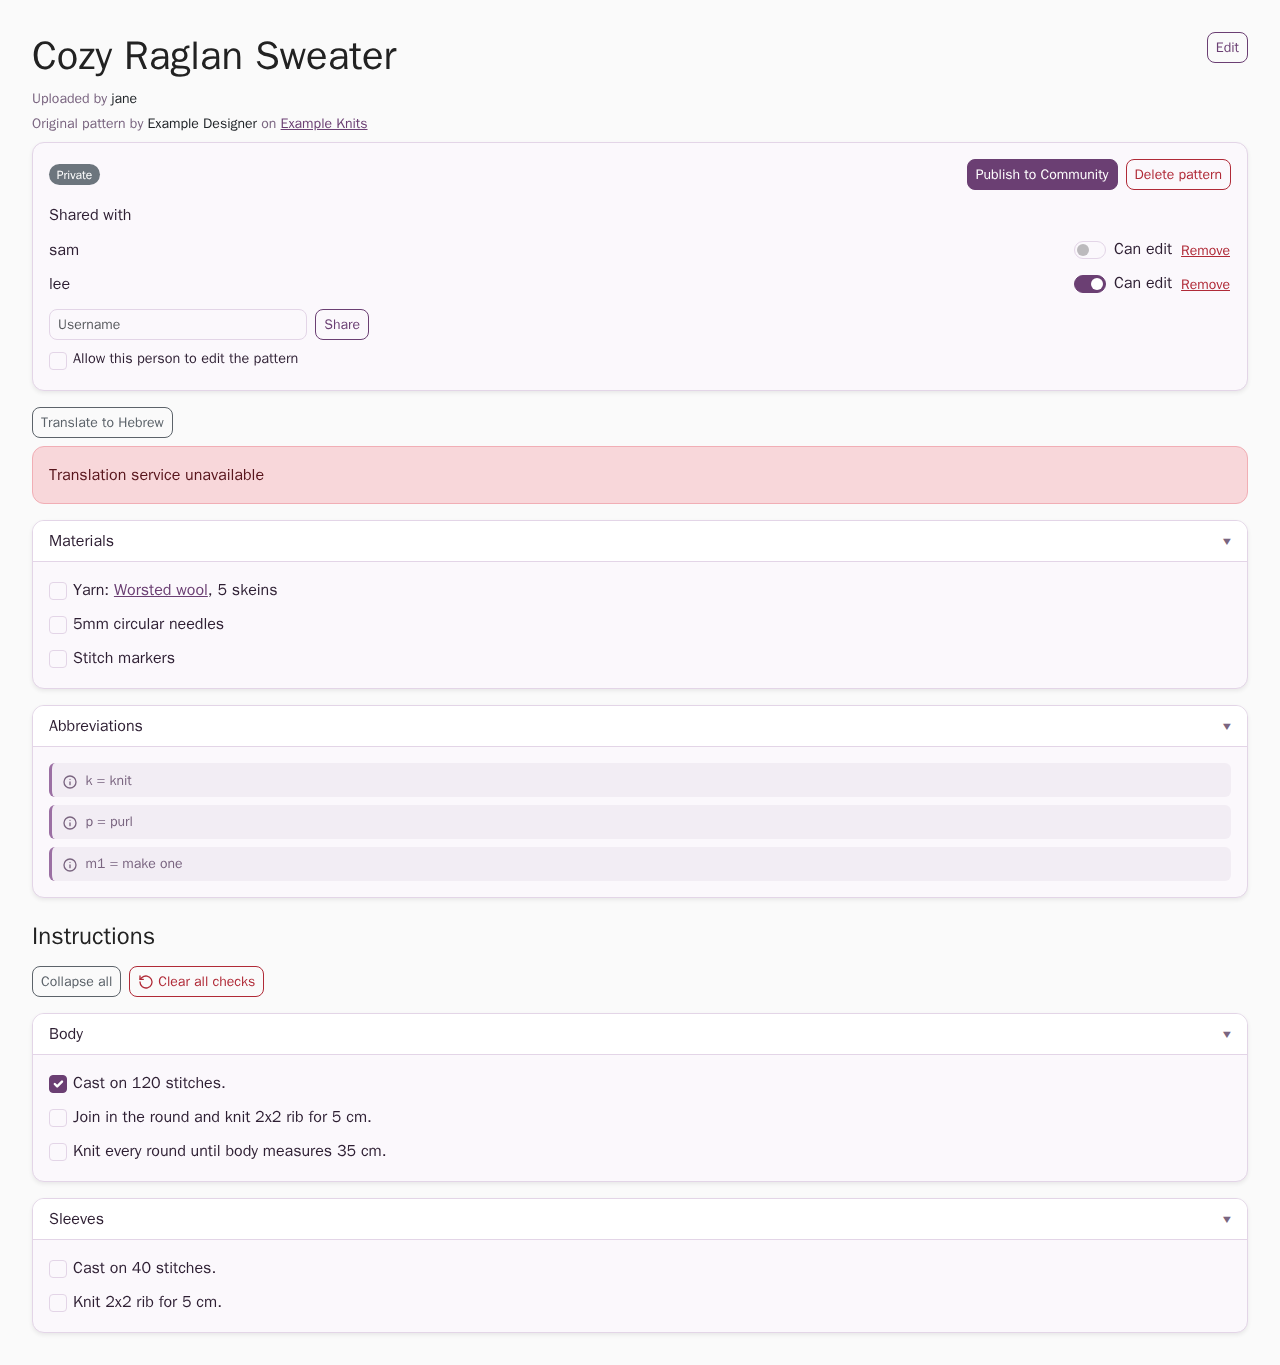 Cozy Raglan Sweater
Edit
Uploaded by jane
Original pattern by Example Designer on Example Knits
Private
Publish to Community
Delete pattern
Shared with
sam
Can edit
Remove
lee
Can edit
Remove
Username
Share
Allow this person to edit the pattern
Translate to Hebrew
Translation service unavailable
Materials
Yarn: Worsted wool, 5 skeins
5mm circular needles
Stitch markers
Abbreviations
k = knit
p = purl
m1 = make one
Instructions
Collapse all
Clear all checks
Body
Cast on 120 stitches.
Join in the round and knit 2x2 rib for 5 cm.
Knit every round until body measures 35 cm.
Sleeves
Cast on 40 stitches.
Knit 2x2 rib for 5 cm.